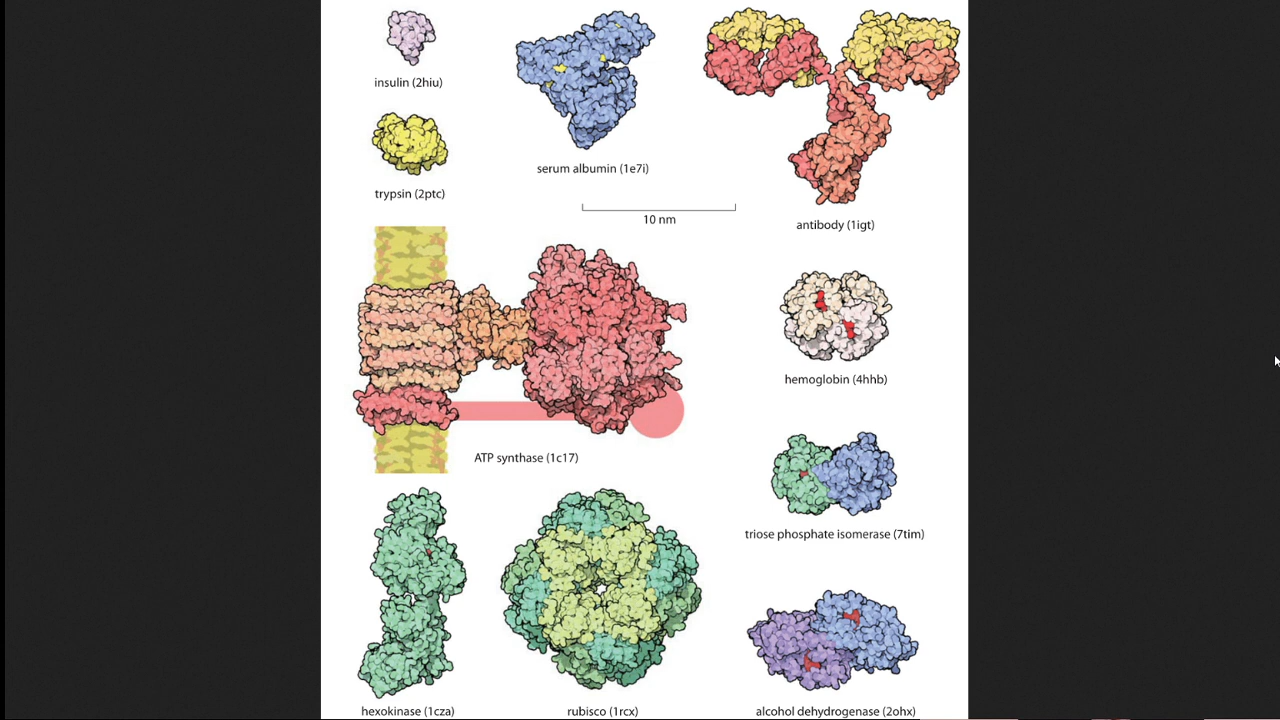 insulin (2hiu)
trypsin (2ptc)
serum albumin (1e7i)
10 nm
antibody (1igt)
ATP synthase (1c17)
hemoglobin (4hhb)
triose phosphate isomerase (7tim)
hexokinase (1cza)
rubisco (1rcx)
alcohol dehydrogenase (2ohx)